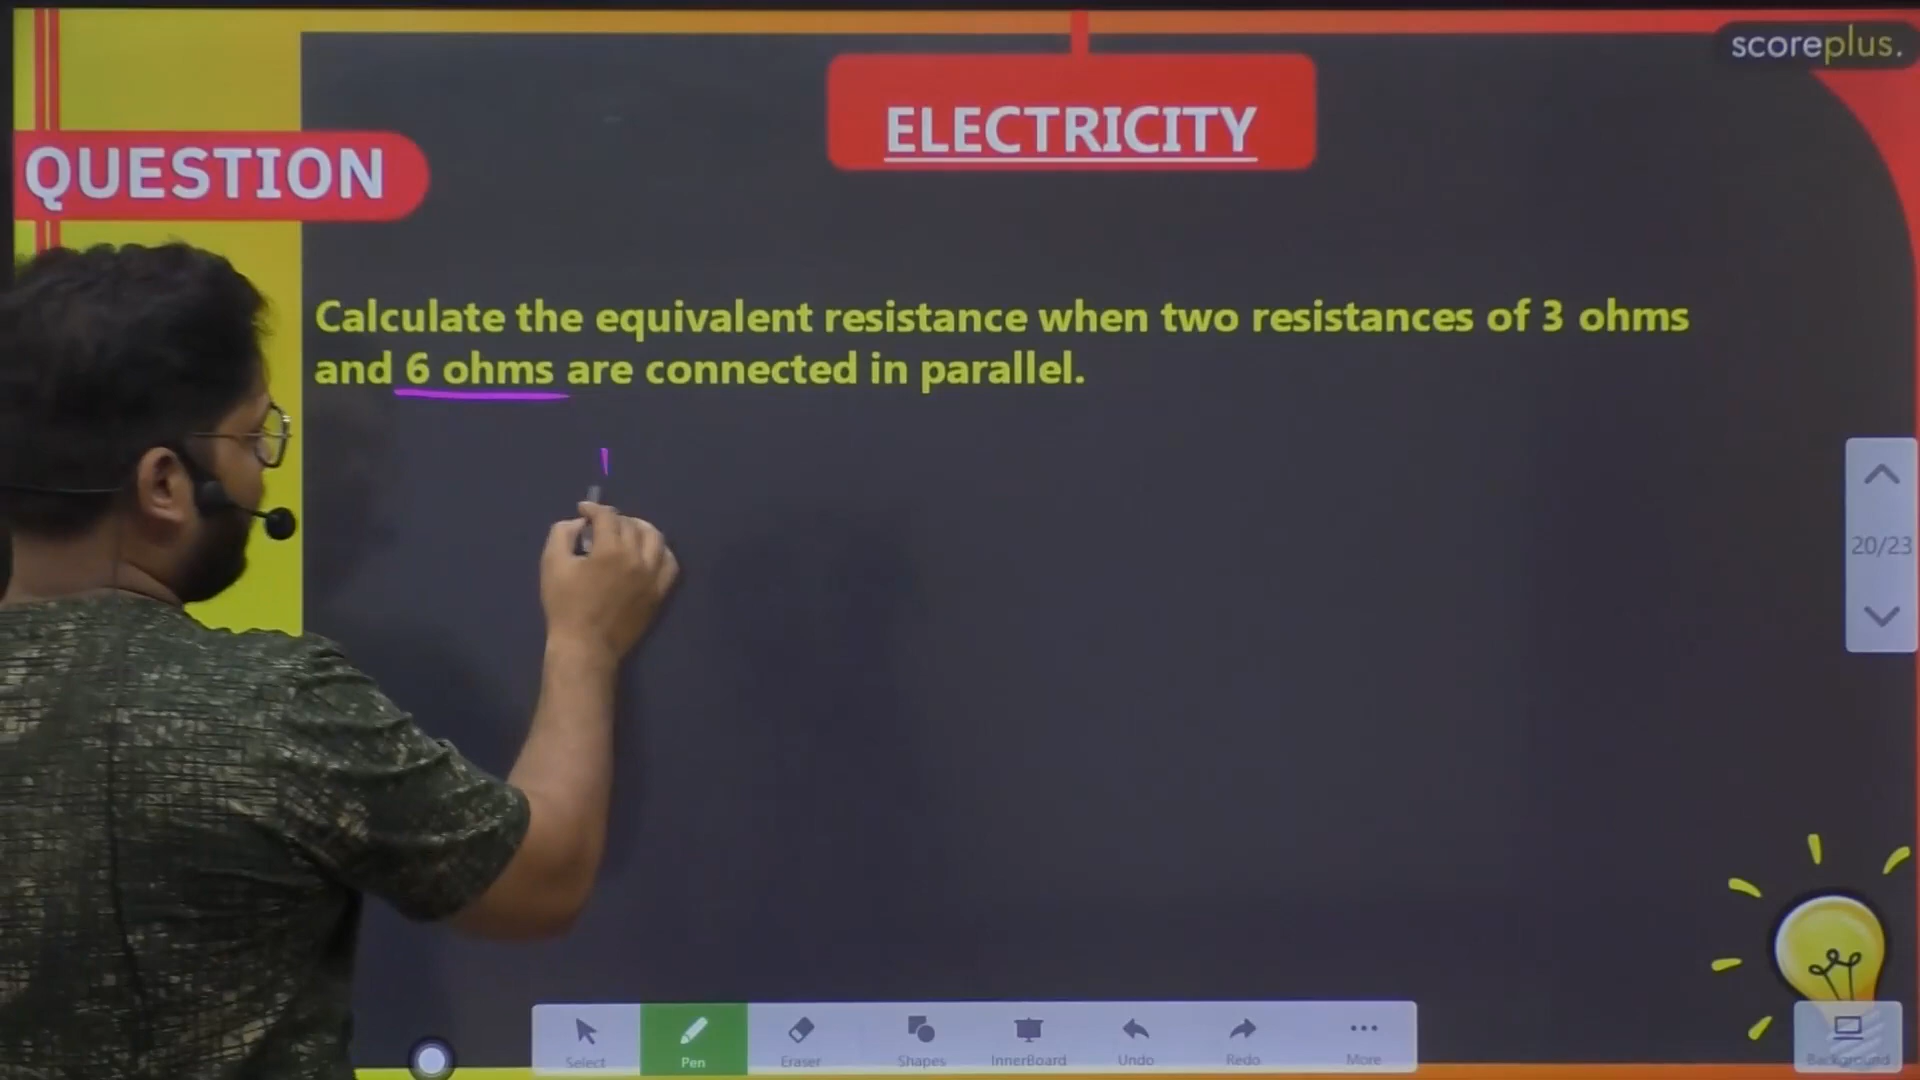 scoreplus.
ELECTRICITY
QUESTION
Calculate the equivalent resistance when two resistances of 3 ohms
and 6 ohms are connected in parallel.
20/23
Select Pen Eraser Shapes InnerBoard Undo Redo More Background